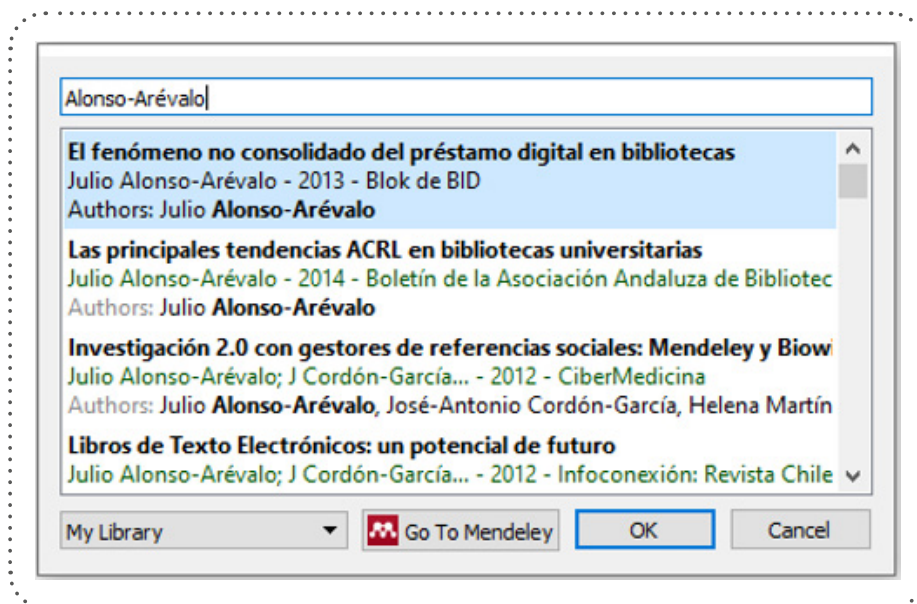 Alonso-Arévalo
El fenómeno no consolidado del préstamo digital en bibliotecas
Julio Alonso-Arévalo - 2013 - Blok de BID
Authors: Julio Alonso-Arévalo
Las principales tendencias ACRL en bibliotecas universitarias
Julio Alonso-Arévalo - 2014 - Boletín de la Asociación Andaluza de Bibliotec
Authors: Julio Alonso-Arévalo
Investigación 2.0 con gestores de referencias sociales: Mendeley y Biowi
Julio Alonso-Arévalo; J Cordón-García... - 2012 - CiberMedicina
Authors: Julio Alonso-Arévalo, José-Antonio Cordón-García, Helena Martín
Libros de Texto Electrónicos: un potencial de futuro
Julio Alonso-Arévalo; J Cordón-García... - 2012 - Infoconexión: Revista Chile
My Library Go To Mendeley OK Cancel